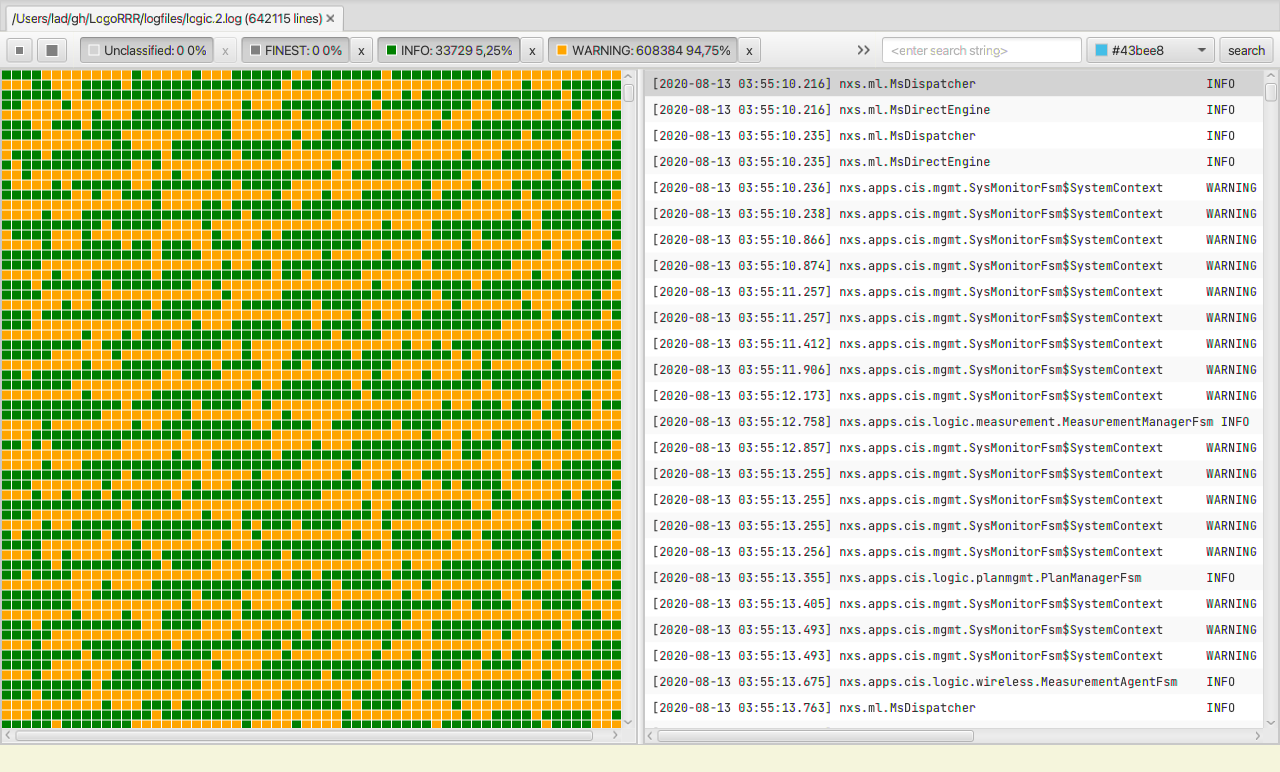 /Users/lad/gh/LogoRRR/logfiles/logic.2.log (642115 lines) ×
Unclassified: 0 0% x FINEST: 0 0% x INFO: 33729 5,25% x WARNING: 608384 94,75% x >> <enter search string> #43bee8 search
[2020-08-13 03:55:10.216] nxs.ml.MsDispatcher INFO
[2020-08-13 03:55:10.216] nxs.ml.MsDirectEngine INFO
[2020-08-13 03:55:10.235] nxs.ml.MsDispatcher INFO
[2020-08-13 03:55:10.235] nxs.ml.MsDirectEngine INFO
[2020-08-13 03:55:10.236] nxs.apps.cis.mgmt.SysMonitorFsm$SystemContext WARNING
[2020-08-13 03:55:10.238] nxs.apps.cis.mgmt.SysMonitorFsm$SystemContext WARNING
[2020-08-13 03:55:10.866] nxs.apps.cis.mgmt.SysMonitorFsm$SystemContext WARNING
[2020-08-13 03:55:10.874] nxs.apps.cis.mgmt.SysMonitorFsm$SystemContext WARNING
[2020-08-13 03:55:11.257] nxs.apps.cis.mgmt.SysMonitorFsm$SystemContext WARNING
[2020-08-13 03:55:11.257] nxs.apps.cis.mgmt.SysMonitorFsm$SystemContext WARNING
[2020-08-13 03:55:11.412] nxs.apps.cis.mgmt.SysMonitorFsm$SystemContext WARNING
[2020-08-13 03:55:11.906] nxs.apps.cis.mgmt.SysMonitorFsm$SystemContext WARNING
[2020-08-13 03:55:12.173] nxs.apps.cis.mgmt.SysMonitorFsm$SystemContext WARNING
[2020-08-13 03:55:12.758] nxs.apps.cis.logic.measurement.MeasurementManagerFsm INFO
[2020-08-13 03:55:12.857] nxs.apps.cis.mgmt.SysMonitorFsm$SystemContext WARNING
[2020-08-13 03:55:13.255] nxs.apps.cis.mgmt.SysMonitorFsm$SystemContext WARNING
[2020-08-13 03:55:13.255] nxs.apps.cis.mgmt.SysMonitorFsm$SystemContext WARNING
[2020-08-13 03:55:13.255] nxs.apps.cis.mgmt.SysMonitorFsm$SystemContext WARNING
[2020-08-13 03:55:13.256] nxs.apps.cis.mgmt.SysMonitorFsm$SystemContext WARNING
[2020-08-13 03:55:13.355] nxs.apps.cis.logic.planmgmt.PlanManagerFsm INFO
[2020-08-13 03:55:13.405] nxs.apps.cis.mgmt.SysMonitorFsm$SystemContext WARNING
[2020-08-13 03:55:13.493] nxs.apps.cis.mgmt.SysMonitorFsm$SystemContext WARNING
[2020-08-13 03:55:13.493] nxs.apps.cis.mgmt.SysMonitorFsm$SystemContext WARNING
[2020-08-13 03:55:13.675] nxs.apps.cis.logic.wireless.MeasurementAgentFsm INFO
[2020-08-13 03:55:13.763] nxs.ml.MsDispatcher INFO